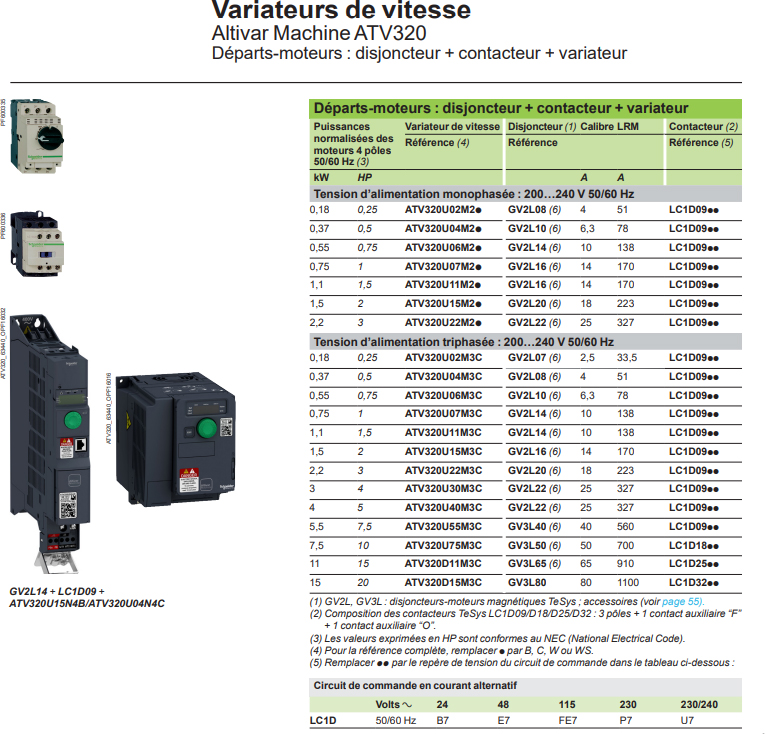 Variateurs de vitesse
Altivar Machine ATV320
Départs-moteurs : disjoncteur + contacteur + variateur
PF600335
PF600336
ATV320_63440_OPF16032
ATV320_63440_OPF16016
GV2L14 + LC1D09 +
ATV320U15N4B/ATV320U04N4C
Départs-moteurs : disjoncteur + contacteur + variateur
Puissances normalisées des moteurs 4 pôles 50/60 Hz (3) Variateur de vitesse Disjoncteur (1) Calibre LRM Contacteur (2)
Référence (4) Référence Référence (5)
kW HP A A
Tension d’alimentation monophasée : 200…240 V 50/60 Hz
0,18 0,25 ATV320U02M2● GV2L08 (6) 4 51 LC1D09●●
0,37 0,5 ATV320U04M2● GV2L10 (6) 6,3 78 LC1D09●●
0,55 0,75 ATV320U06M2● GV2L14 (6) 10 138 LC1D09●●
0,75 1 ATV320U07M2● GV2L16 (6) 14 170 LC1D09●●
1,1 1,5 ATV320U11M2● GV2L16 (6) 14 170 LC1D09●●
1,5 2 ATV320U15M2● GV2L20 (6) 18 223 LC1D09●●
2,2 3 ATV320U22M2● GV2L22 (6) 25 327 LC1D09●●
Tension d’alimentation triphasée : 200…240 V 50/60 Hz
0,18 0,25 ATV320U02M3C GV2L07 (6) 2,5 33,5 LC1D09●●
0,37 0,5 ATV320U04M3C GV2L08 (6) 4 51 LC1D09●●
0,55 0,75 ATV320U06M3C GV2L10 (6) 6,3 78 LC1D09●●
0,75 1 ATV320U07M3C GV2L14 (6) 10 138 LC1D09●●
1,1 1,5 ATV320U11M3C GV2L14 (6) 10 138 LC1D09●●
1,5 2 ATV320U15M3C GV2L16 (6) 14 170 LC1D09●●
2,2 3 ATV320U22M3C GV2L20 (6) 18 223 LC1D09●●
3 4 ATV320U30M3C GV2L22 (6) 25 327 LC1D09●●
4 5 ATV320U40M3C GV2L22 (6) 25 327 LC1D09●●
5,5 7,5 ATV320U55M3C GV3L40 (6) 40 560 LC1D09●●
7,5 10 ATV320U75M3C GV3L50 (6) 50 700 LC1D18●●
11 15 ATV320D11M3C GV3L65 (6) 65 910 LC1D25●●
15 20 ATV320D15M3C GV3L80 80 1100 LC1D32●●
(1) GV2L, GV3L : disjoncteurs-moteurs magnétiques TeSys ; accessoires (voir page 55).
(2) Composition des contacteurs TeSys LC1D09/D18/D25/D32 : 3 pôles + 1 contact auxiliaire “F”
+ 1 contact auxiliaire “O”.
(3) Les valeurs exprimées en HP sont conformes au NEC (National Electrical Code).
(4) Pour la référence complète, remplacer ● par B, C, W ou WS.
(5) Remplacer ●● par le repère de tension du circuit de commande dans le tableau ci-dessous :
Circuit de commande en courant alternatif
Volts ~ 24 48 115 230 230/240
LC1D 50/60 Hz B7 E7 FE7 P7 U7